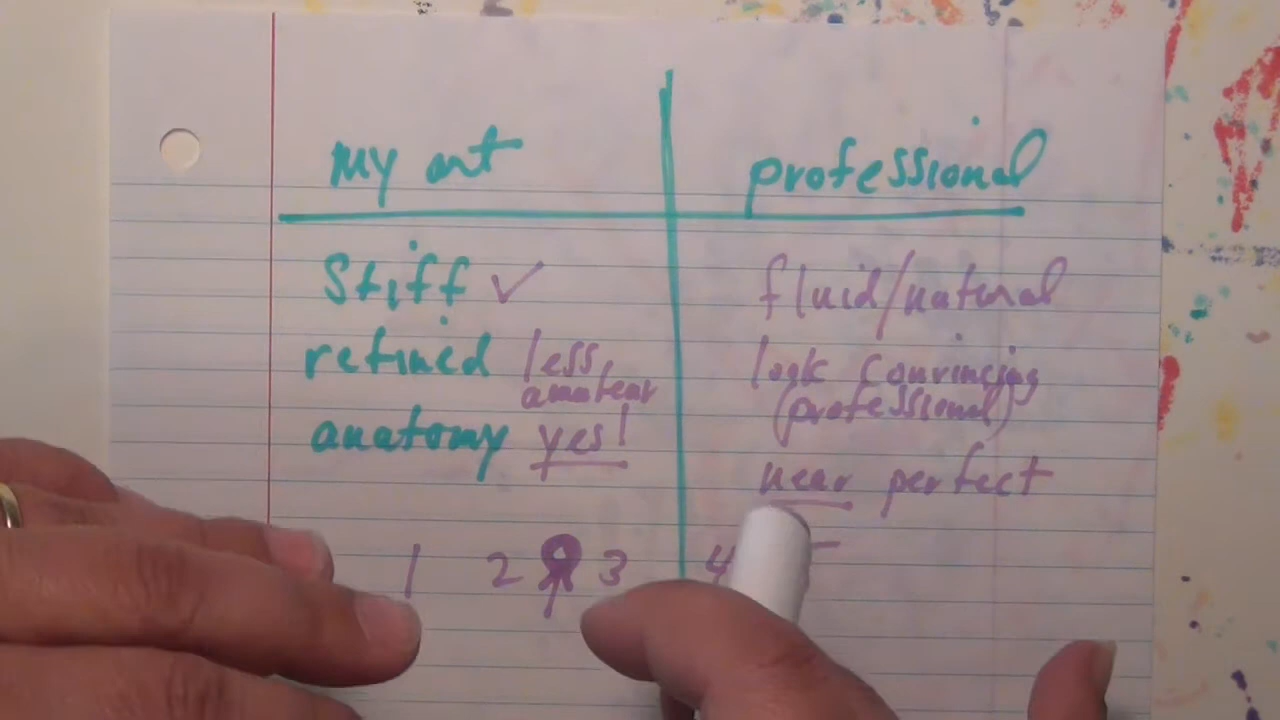 my art
professional
Stiff ✓
fluid/natural
refined less, amateur
look convincing (professional)
anatomy yes!
near perfect
1 2 3 4